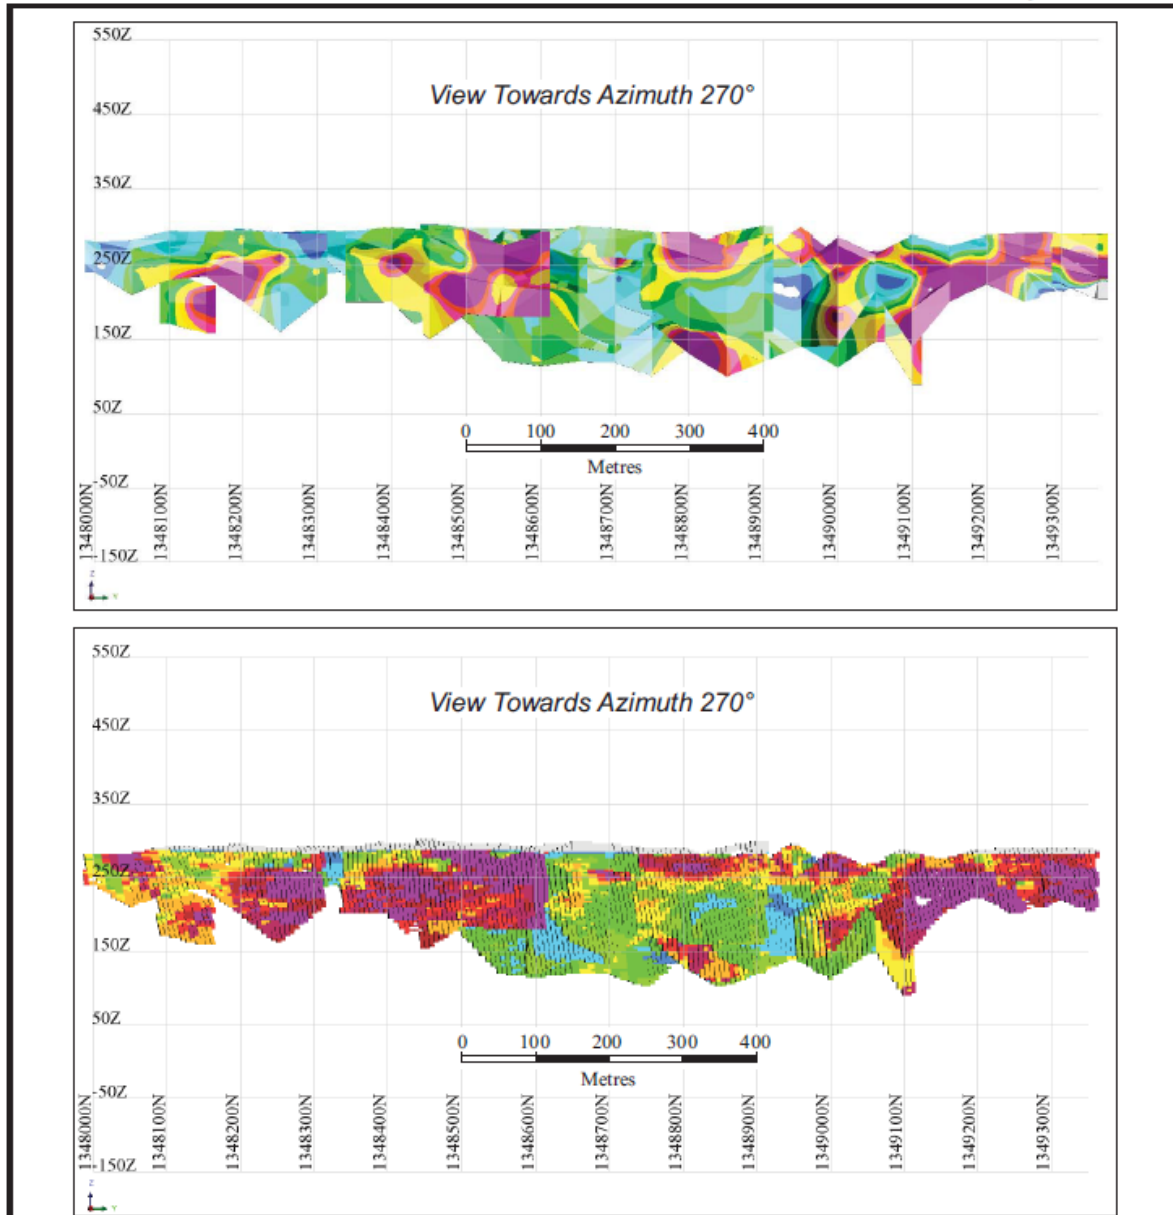 550Z
View Towards Azimuth 270°
450Z
350Z
250Z
150Z
50Z
0 100 200 300 400
Metres
-50Z
1348000N 1348100N 1348200N 1348300N 1348400N 1348500N 1348600N 1348700N 1348800N 1348900N 1349000N 1349100N 1349200N 1349300N
-150Z
Z
Y
550Z
View Towards Azimuth 270°
450Z
350Z
250Z
150Z
50Z
0 100 200 300 400
Metres
-50Z
1348000N 1348100N 1348200N 1348300N 1348400N 1348500N 1348600N 1348700N 1348800N 1348900N 1349000N 1349100N 1349200N 1349300N
-150Z
Z
Y